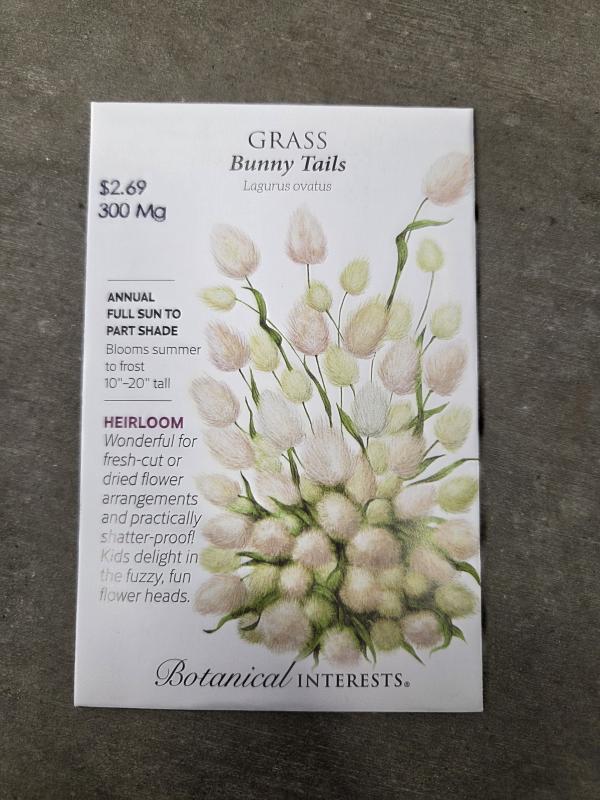 GRASS
Bunny Tails
Lagurus ovatus
$2.69
300 Mg
ANNUAL
FULL SUN TO
PART SHADE
Blooms summer
to frost
10"–20" tall
HEIRLOOM
Wonderful for
fresh-cut or
dried flower
arrangements
and practically
shatter-proof!
Kids delight in
the fuzzy, fun
flower heads.
Botanical INTERESTS®